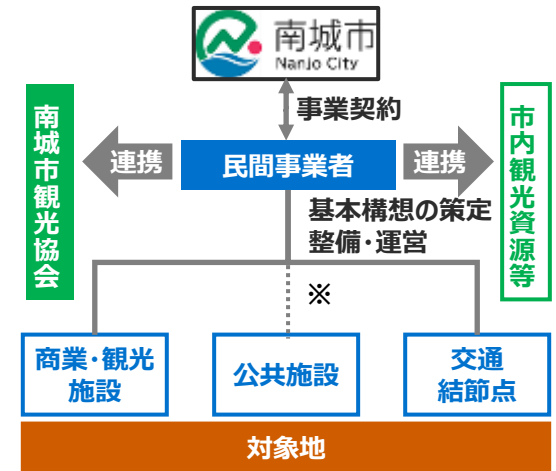 南城市
Nanjo City
事業契約
南城市観光協会
連携
民間事業者
連携
市内観光資源等
基本構想の策定
整備・運営
※
商業・観光
施設
公共施設
交通
結節点
対象地